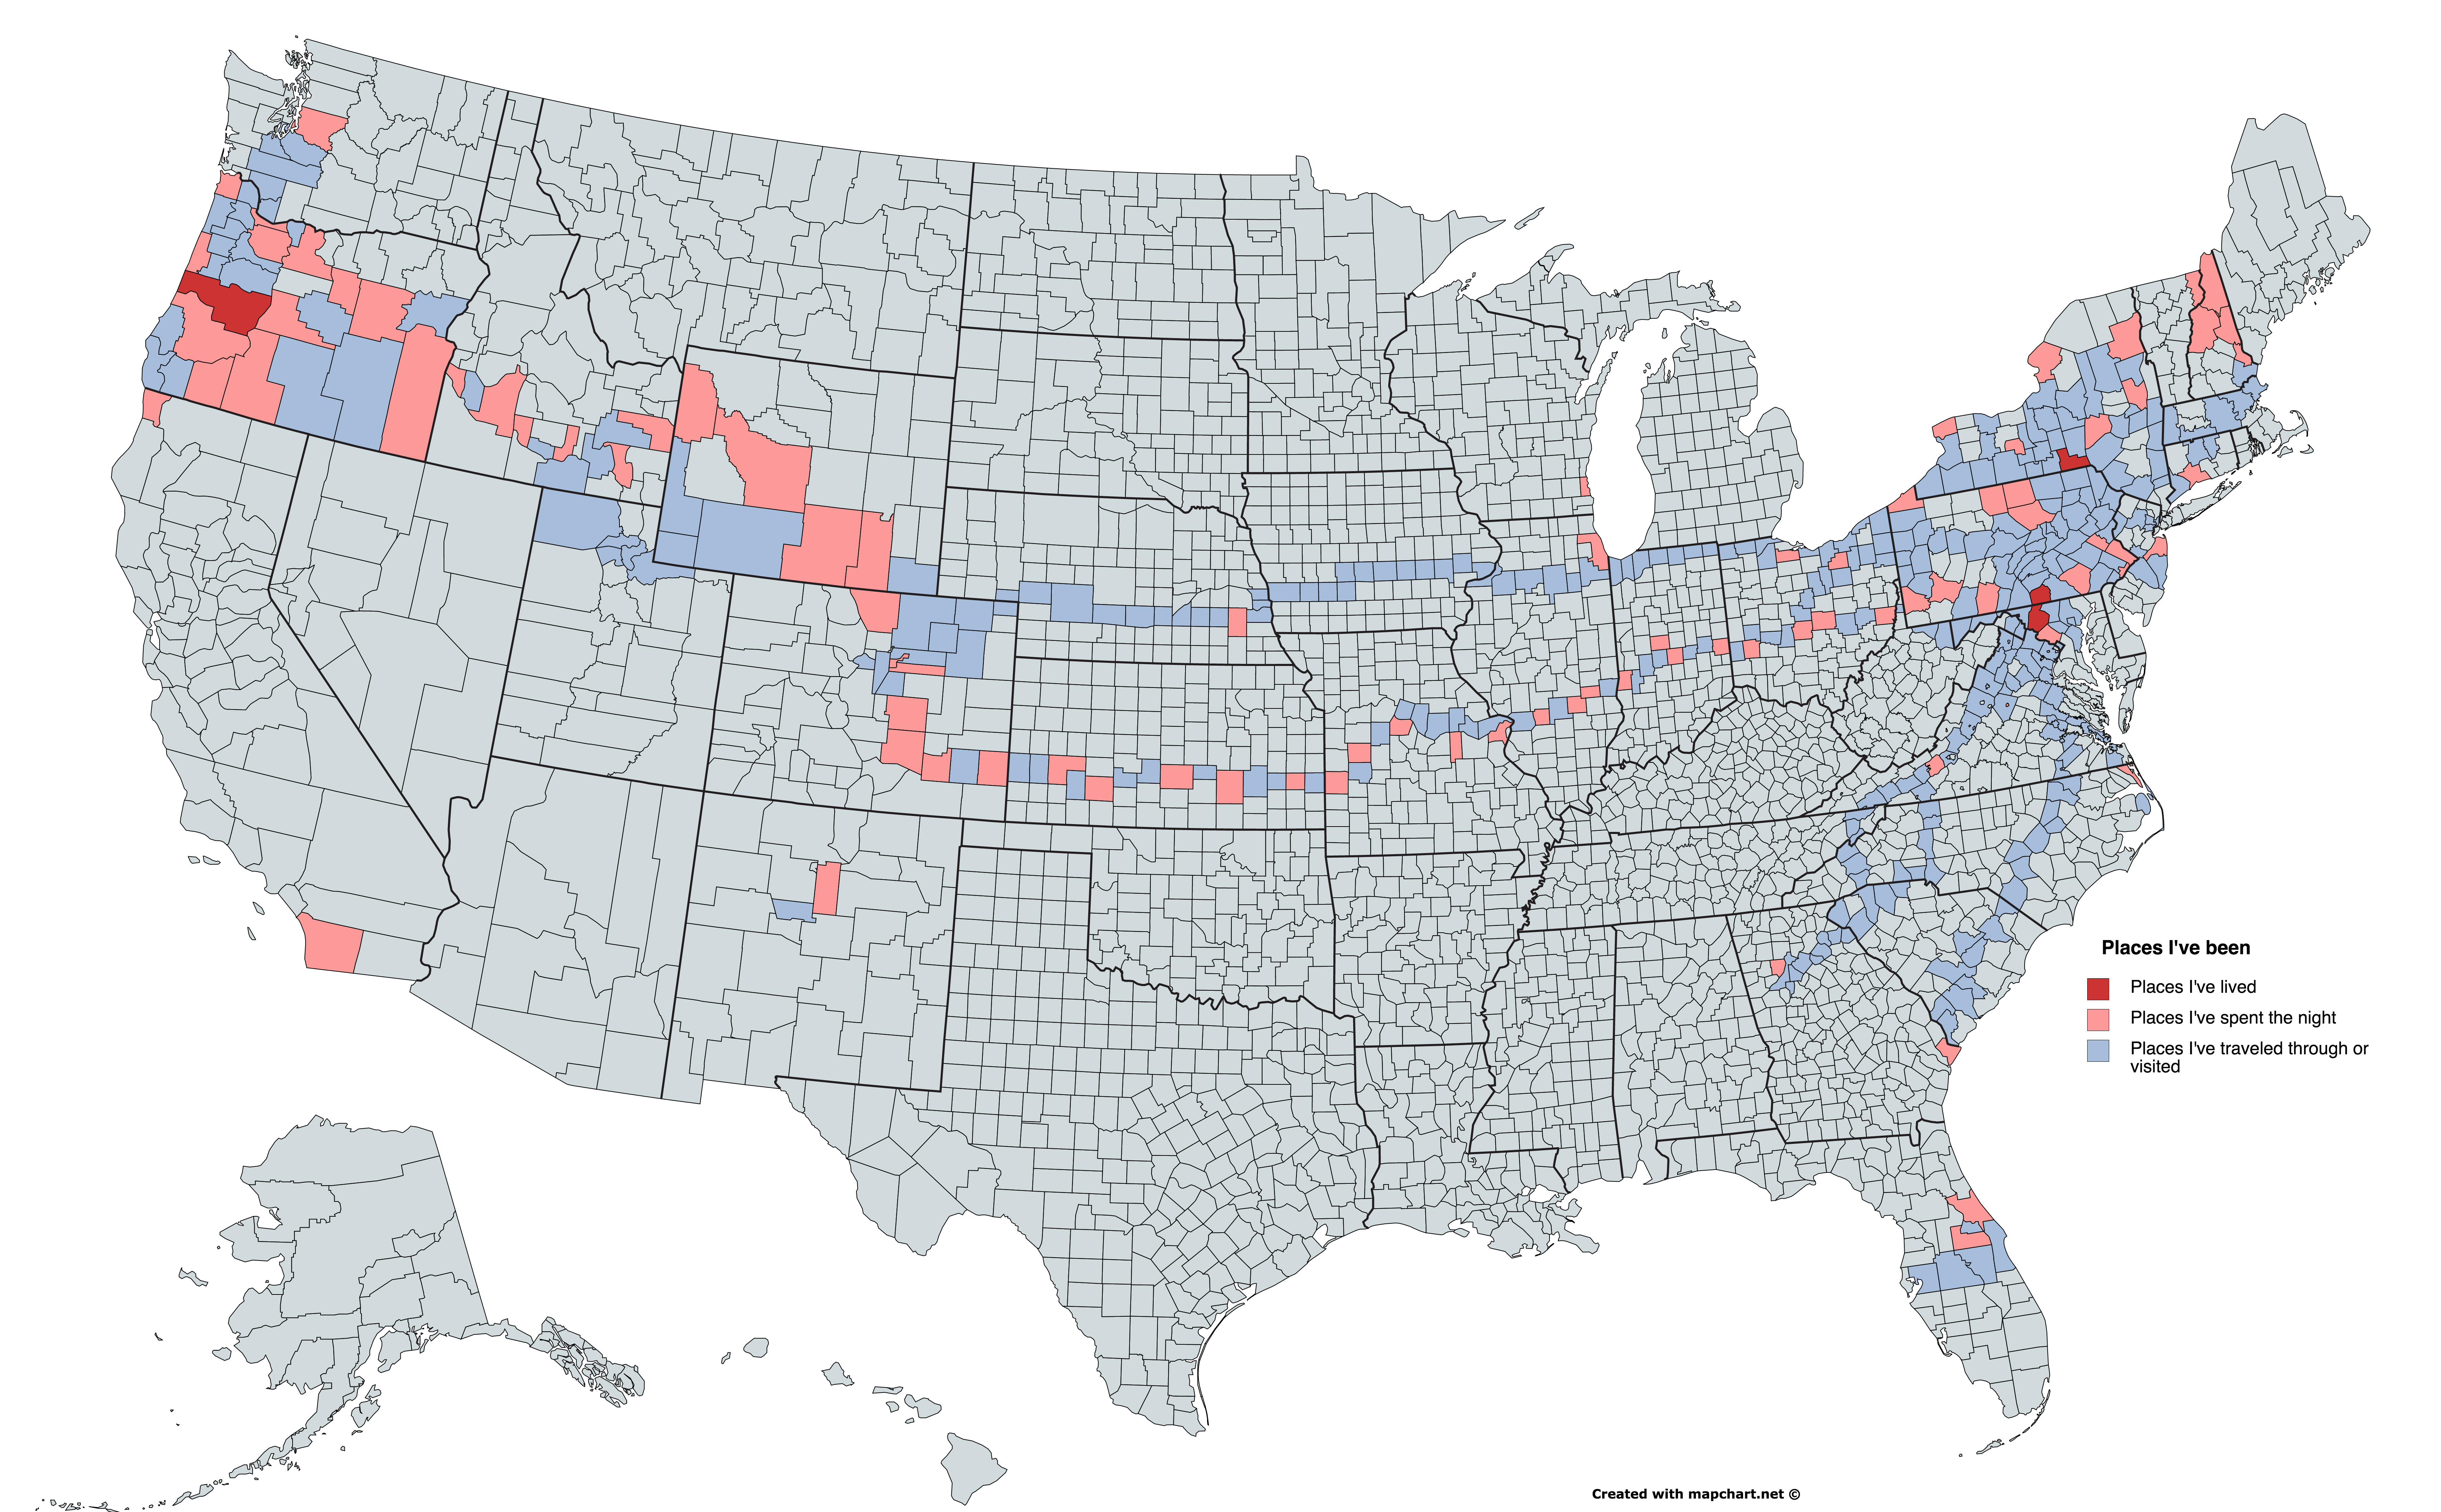 Places I've been
Places I've lived
Places I've spent the night
Places I've traveled through or
visited
Created with mapchart.net ©